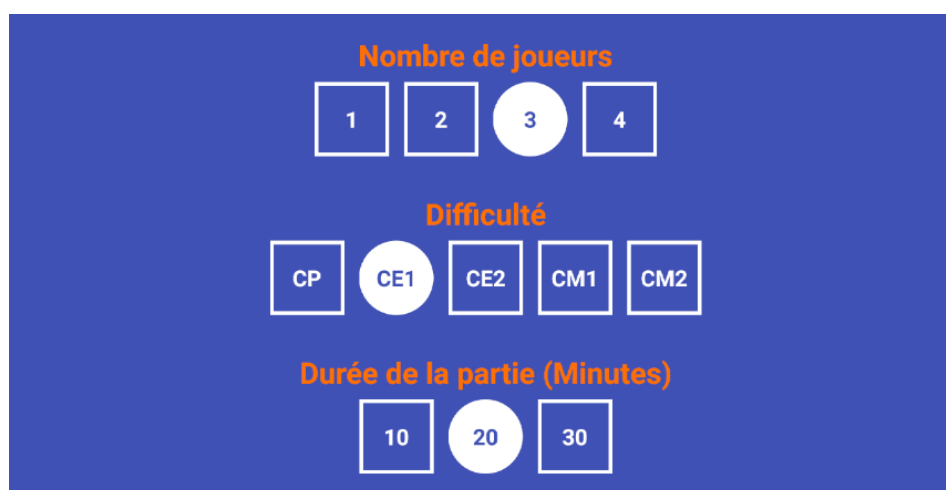 Nombre de joueurs
1 2 3 4
Difficulté
CP CE1 CE2 CM1 CM2
Durée de la partie (Minutes)
10 20 30